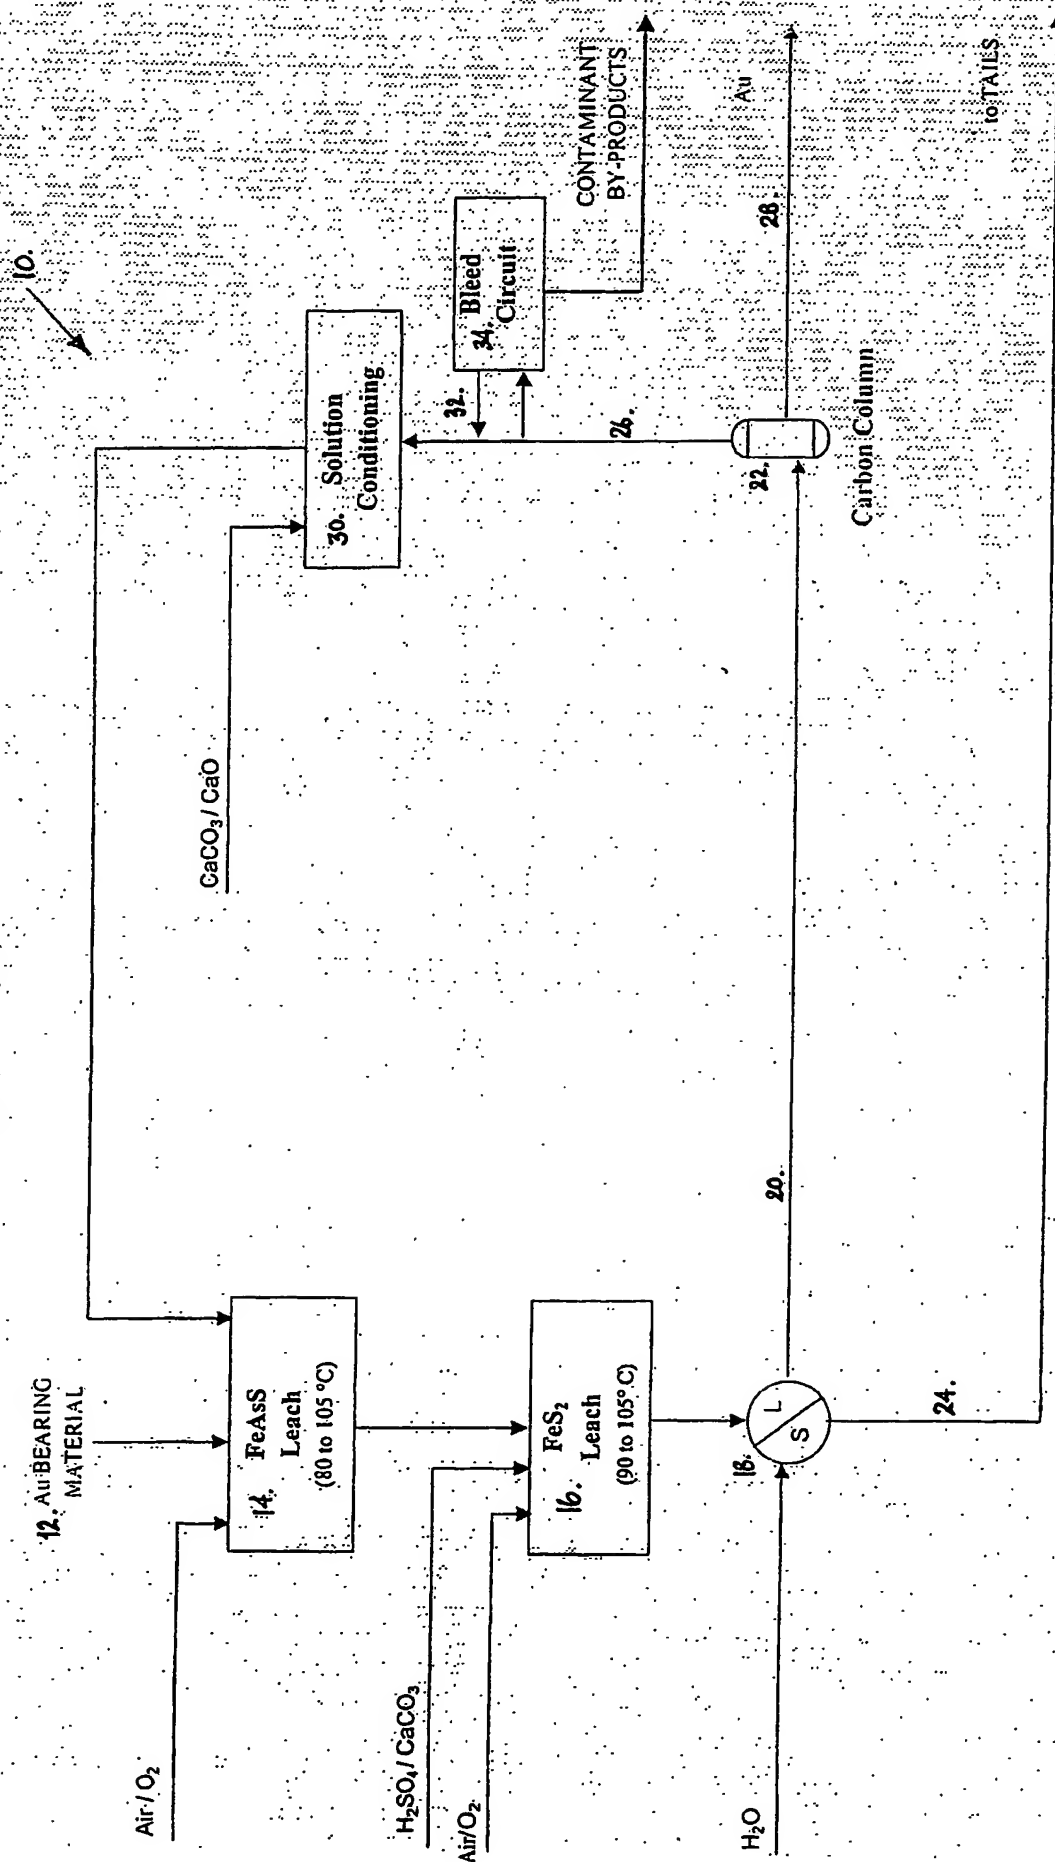 10.
12. Au BEARING
MATERIAL
Air / O₂
14. FeAsS
Leach
(80 to 105 °C)
CaCO₃ / CaO
30. Solution
Conditioning
32.
34. Bleed
Circuit
CONTAMINANT
BY-PRODUCTS
H₂SO₄ / CaCO₃
Air/O₂
16. FeS₂
Leach
(90 to 105° C)
26.
H₂O
18.
S L
20.
22.
Carbon Column
28.
Au
24.
to TAILS